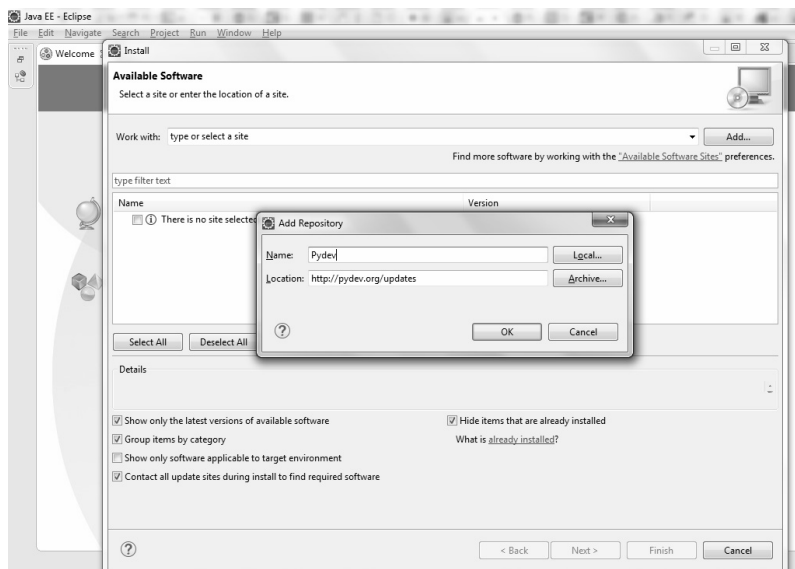 Java EE - Eclipse
File Edit Navigate Search Project Run Window Help
Welcome
Install
Available Software
Select a site or enter the location of a site.
Work with: type or select a site
Add...
Find more software by working with the "Available Software Sites" preferences.
type filter text
Name Version
There is no site selected
Add Repository
Name: Pydev Local...
Location: http://pydev.org/updates Archive...
OK Cancel
Select All Deselect All
Details
Show only the latest versions of available software Hide items that are already installed
Group items by category What is already installed?
Show only software applicable to target environment
Contact all update sites during install to find required software
< Back Next > Finish Cancel